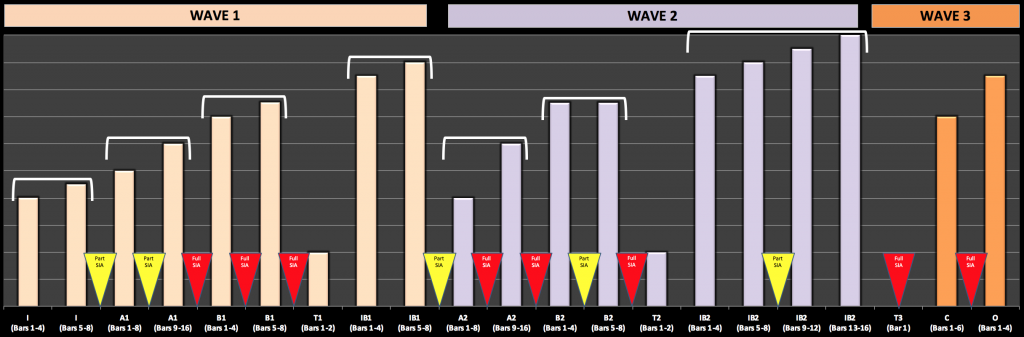 WAVE 1
WAVE 2
WAVE 3
Part
SIA
Part
SIA
Full
SIA
Full
SIA
Full
SIA
Part
SIA
Full
SIA
Full
SIA
Part
SIA
Full
SIA
Part
SIA
Full
SIA
Full
SIA
I
(Bars 1-4)
I
(Bars 5-8)
A1
(Bars 1-8)
A1
(Bars 9-16)
B1
(Bars 1-4)
B1
(Bars 5-8)
T1
(Bars 1-2)
IB1
(Bars 1-4)
IB1
(Bars 5-8)
A2
(Bars 1-8)
A2
(Bars 9-16)
B2
(Bars 1-4)
B2
(Bars 5-8)
T2
(Bars 1-2)
IB2
(Bars 1-4)
IB2
(Bars 5-8)
IB2
(Bars 9-12)
IB2
(Bars 13-16)
T3
(Bar 1)
C
(Bars 1-6)
O
(Bars 1-4)